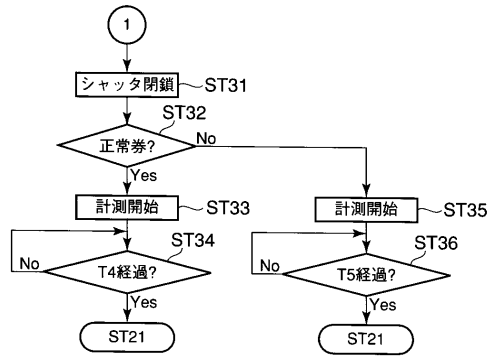 1
シャッタ閉鎖
ST31
ST32
正常券?
No
Yes
計測開始
ST33
計測開始
ST35
ST34
ST36
T4経過?
No
T5経過?
No
Yes
Yes
ST21
ST21